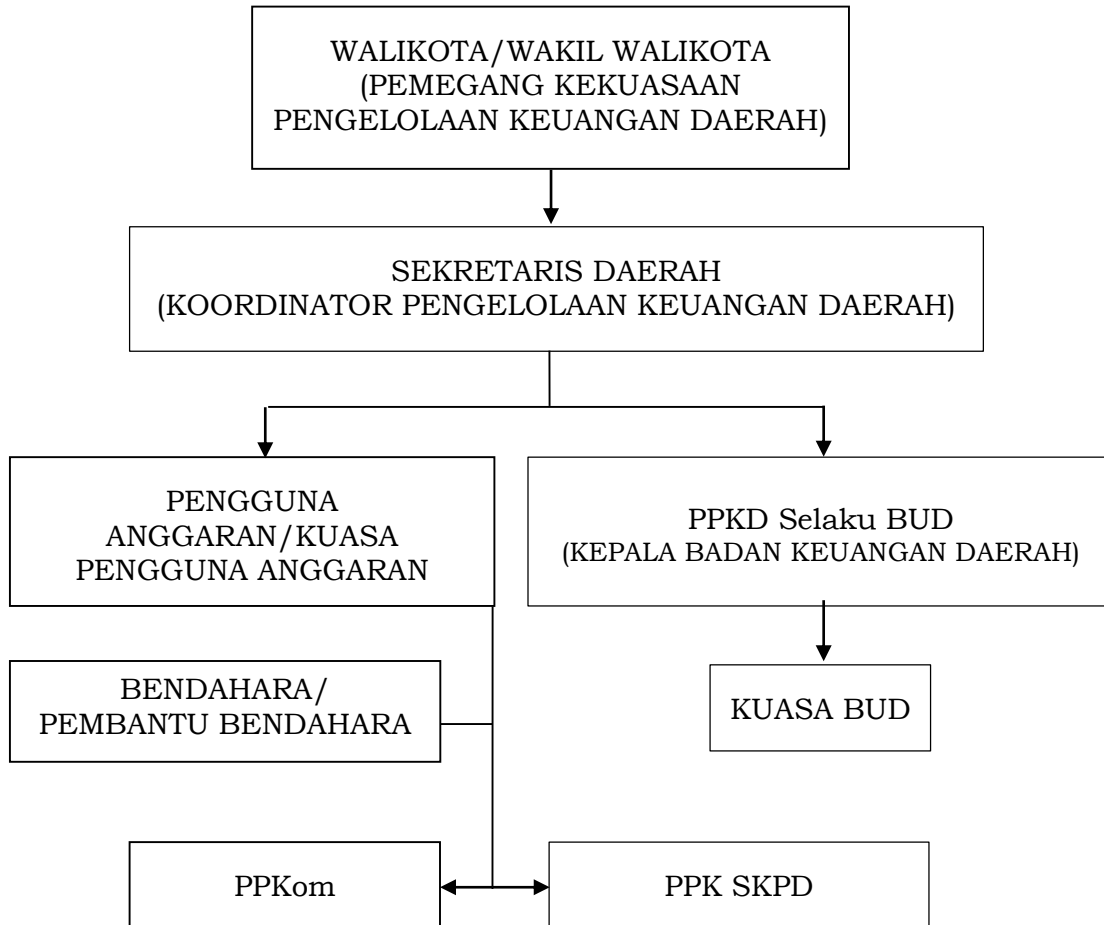 WALIKOTA/WAKIL WALIKOTA
(PEMEGANG KEKUASAAN
PENGELOLAAN KEUANGAN DAERAH)
SEKRETARIS DAERAH
(KOORDINATOR PENGELOLAAN KEUANGAN DAERAH)
PENGGUNA
ANGGARAN/KUASA
PENGGUNA ANGGARAN
PPKD Selaku BUD
(KEPALA BADAN KEUANGAN DAERAH)
BENDAHARA/
PEMBANTU BENDAHARA
KUASA BUD
PPKom
PPK SKPD